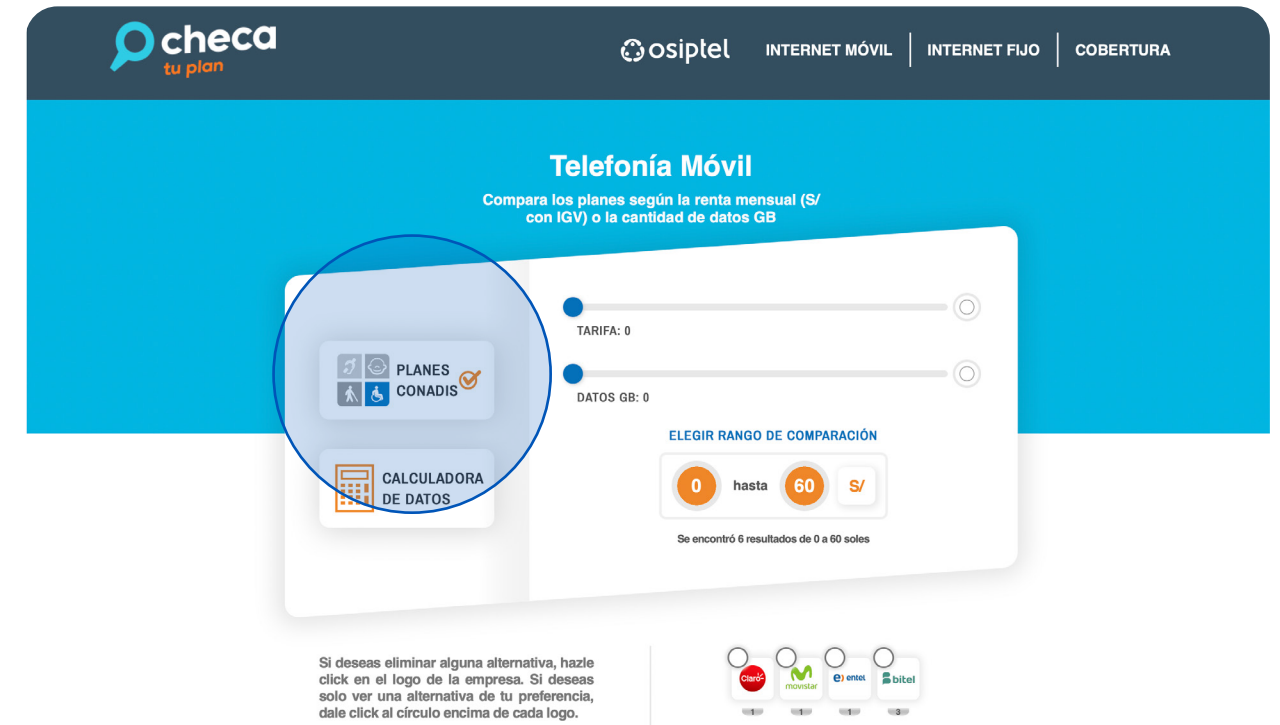 checa
tu plan
osiptel
INTERNET MÓVIL
INTERNET FIJO
COBERTURA
Telefonía Móvil
Compara los planes según la renta mensual (S/
con IGV) o la cantidad de datos GB
PLANES
CONADIS
CALCULADORA
DE DATOS
TARIFA: 0
DATOS GB: 0
ELEGIR RANGO DE COMPARACIÓN
0 hasta 60 S/
Se encontró 6 resultados de 0 a 60 soles
Si deseas eliminar alguna alternativa, hazle
click en el logo de la empresa. Si deseas
solo ver una alternativa de tu preferencia,
dale click al círculo encima de cada logo.
Claro movistar e) entel bitel
1 1 1 3